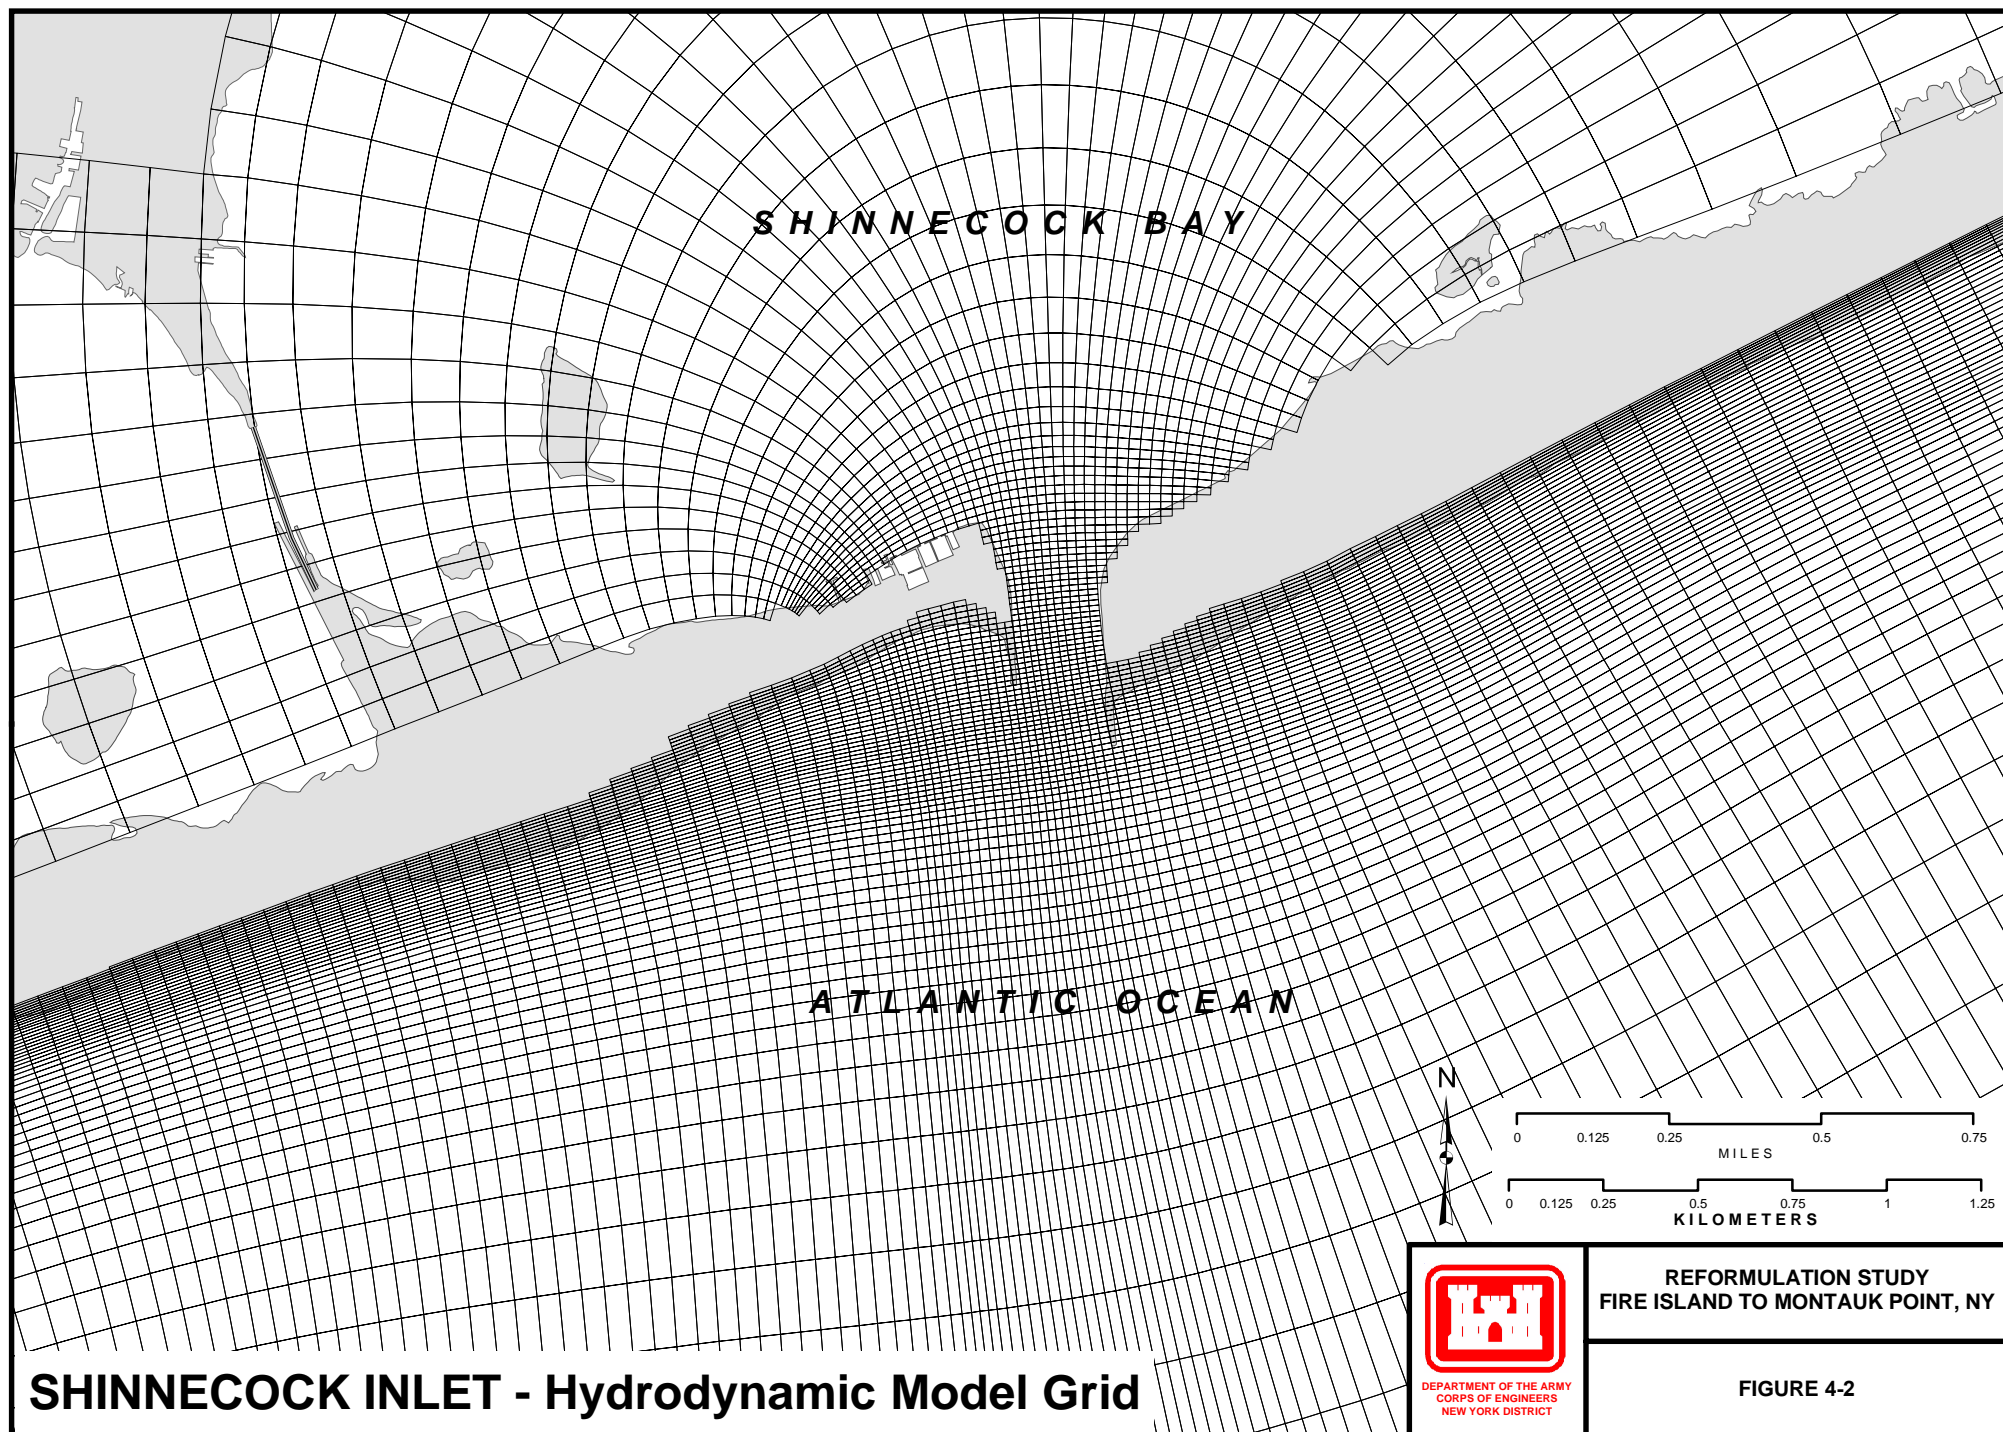 SHINNECOCK BAY
ATLANTIC OCEAN
N
0 0.125 0.25 0.5 0.75
MILES
0 0.125 0.25 0.5 0.75 1 1.25
KILOMETERS
SHINNECOCK INLET - Hydrodynamic Model Grid
DEPARTMENT OF THE ARMY
CORPS OF ENGINEERS
NEW YORK DISTRICT
REFORMULATION STUDY
FIRE ISLAND TO MONTAUK POINT, NY
FIGURE 4-2